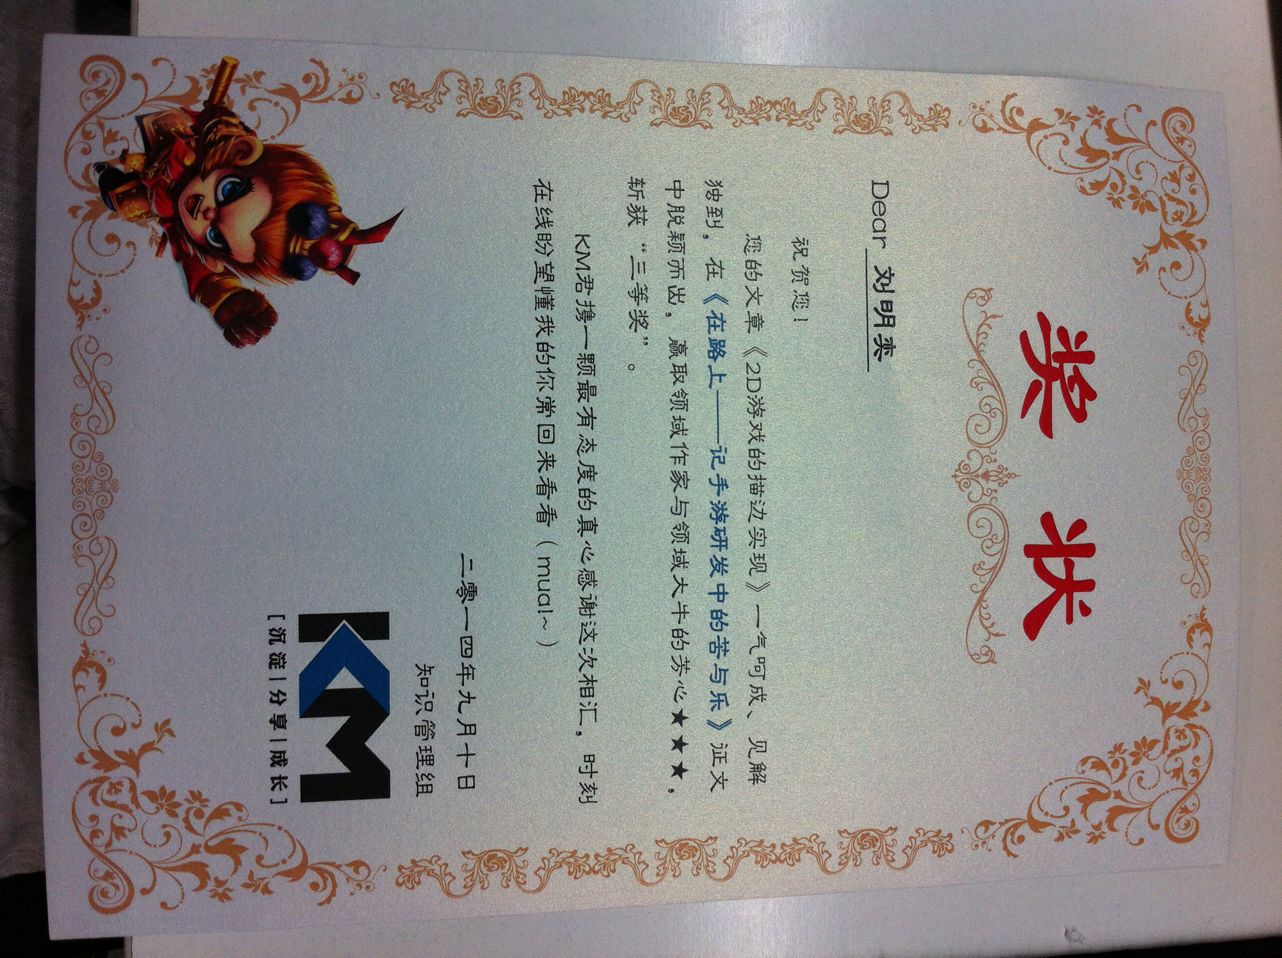 奖状
Dear 刘明奕
祝贺您！
您的文章《2D游戏的描边实现》一气呵成、见解
独到，在《在路上——记手游研发中的苦与乐》证文
中脱颖而齿，赢取领域作家与领域大牛的芳心★★★，
斩获“三等奖”。
KM君携一颗最有态度的真心感谢这次相汇，时刻
在线盼望懂我的你常回来看看（mua!~）
二零一四年九月十日
知识管理组
KM
[沉淀|分享|成长]